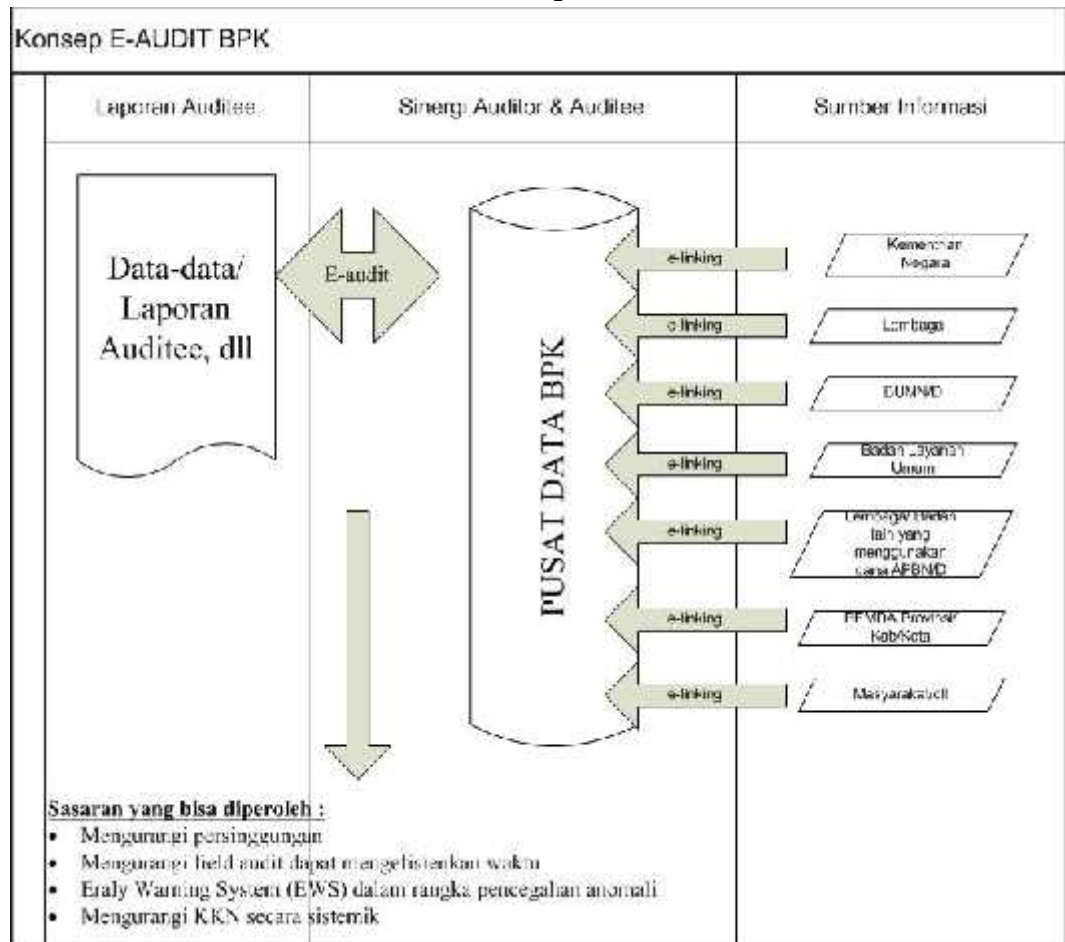 Konsep E-AUDIT BPK
Laporan Auditee
Sinergi Auditor & Auditee
Sumber Informasi
Data-data/
Laporan
Auditee, dll
E-audit
PUSAT DATA BPK
e-linking
Kementrian
Negara
e-linking
Lembaga
e-linking
BUMN/D
e-linking
Badan Layanan
Umum
e-linking
Lembaga/ Badan
lain yang
menggunakan
dana APBN/D
e-linking
PEMDA Provinsi/
Kab/Kota
e-linking
Masyarakat/dll
Sasaran yang bisa diperoleh :
• Mengurangi persinggungan
• Mengurangi field audit dapat mengefisienkan waktu
• Eraly Warning System (EWS) dalam rangka pencegahan anomali
• Mengurangi KKN secara sistemik